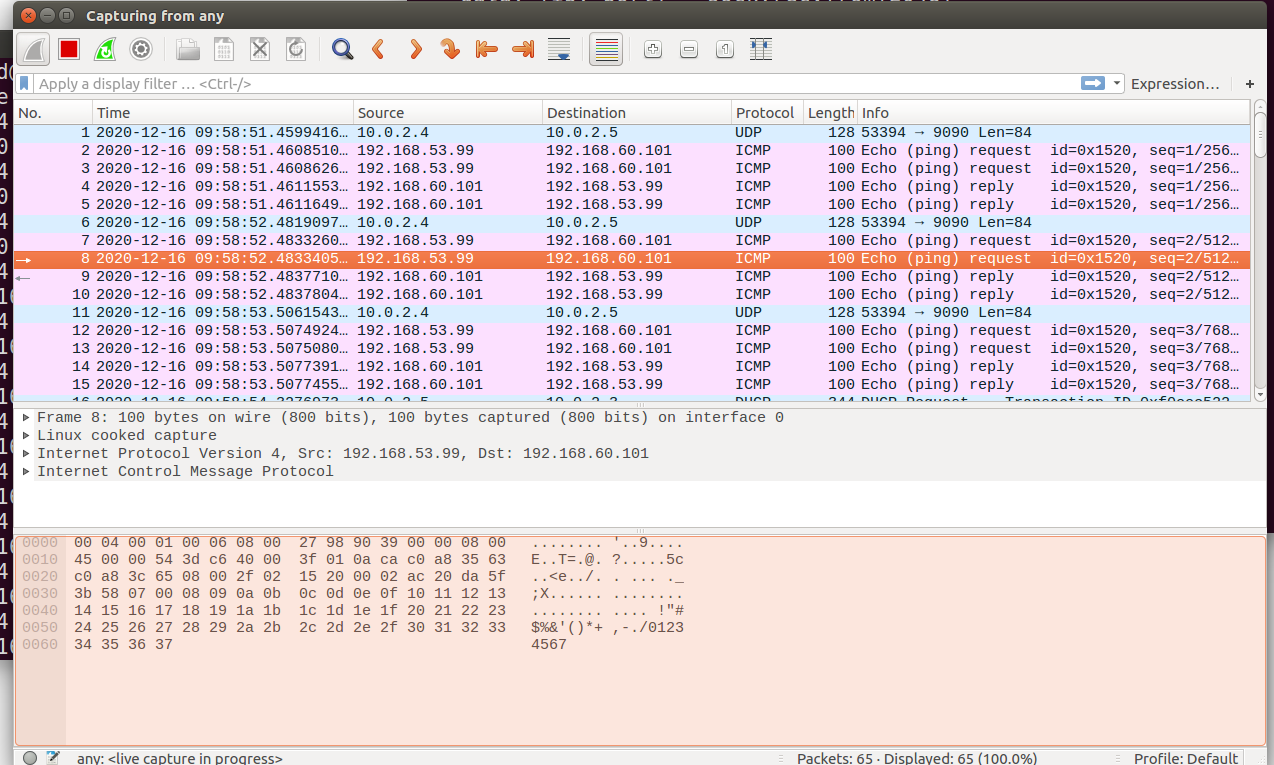 Capturing from any
Apply a display filter … <Ctrl-/> Expression… +
No. Time Source Destination Protocol Length Info
1 2020-12-16 09:58:51.4599416… 10.0.2.4 10.0.2.5 UDP 128 53394 → 9090 Len=84
2 2020-12-16 09:58:51.4608510… 192.168.53.99 192.168.60.101 ICMP 100 Echo (ping) request id=0x1520, seq=1/256…
3 2020-12-16 09:58:51.4608626… 192.168.53.99 192.168.60.101 ICMP 100 Echo (ping) request id=0x1520, seq=1/256…
4 2020-12-16 09:58:51.4611553… 192.168.60.101 192.168.53.99 ICMP 100 Echo (ping) reply id=0x1520, seq=1/256…
5 2020-12-16 09:58:51.4611649… 192.168.60.101 192.168.53.99 ICMP 100 Echo (ping) reply id=0x1520, seq=1/256…
6 2020-12-16 09:58:52.4819097… 10.0.2.4 10.0.2.5 UDP 128 53394 → 9090 Len=84
7 2020-12-16 09:58:52.4833260… 192.168.53.99 192.168.60.101 ICMP 100 Echo (ping) request id=0x1520, seq=2/512…
8 2020-12-16 09:58:52.4833405… 192.168.53.99 192.168.60.101 ICMP 100 Echo (ping) request id=0x1520, seq=2/512…
9 2020-12-16 09:58:52.4837710… 192.168.60.101 192.168.53.99 ICMP 100 Echo (ping) reply id=0x1520, seq=2/512…
10 2020-12-16 09:58:52.4837804… 192.168.60.101 192.168.53.99 ICMP 100 Echo (ping) reply id=0x1520, seq=2/512…
11 2020-12-16 09:58:53.5061543… 10.0.2.4 10.0.2.5 UDP 128 53394 → 9090 Len=84
12 2020-12-16 09:58:53.5074924… 192.168.53.99 192.168.60.101 ICMP 100 Echo (ping) request id=0x1520, seq=3/768…
13 2020-12-16 09:58:53.5075080… 192.168.53.99 192.168.60.101 ICMP 100 Echo (ping) request id=0x1520, seq=3/768…
14 2020-12-16 09:58:53.5077391… 192.168.60.101 192.168.53.99 ICMP 100 Echo (ping) reply id=0x1520, seq=3/768…
15 2020-12-16 09:58:53.5077455… 192.168.60.101 192.168.53.99 ICMP 100 Echo (ping) reply id=0x1520, seq=3/768…
Frame 8: 100 bytes on wire (800 bits), 100 bytes captured (800 bits) on interface 0
Linux cooked capture
Internet Protocol Version 4, Src: 192.168.53.99, Dst: 192.168.60.101
Internet Control Message Protocol
0000 00 04 00 01 00 06 08 00 27 98 90 39 00 00 08 00 ........ '..9....
0010 45 00 00 54 3d c6 40 00 3f 01 0a ca c0 a8 35 63 E..T=.@. ?.....5c
0020 c0 a8 3c 65 08 00 2f 02 15 20 00 02 ac 20 da 5f ..<e../. . ... ._
0030 3b 58 07 00 08 09 0a 0b 0c 0d 0e 0f 10 11 12 13 ;X...... ........
0040 14 15 16 17 18 19 1a 1b 1c 1d 1e 1f 20 21 22 23 ........ .... !"#
0050 24 25 26 27 28 29 2a 2b 2c 2d 2e 2f 30 31 32 33 $%&'()*+ ,-./0123
0060 34 35 36 37 4567
any: <live capture in progress> Packets: 65 · Displayed: 65 (100.0%) Profile: Default